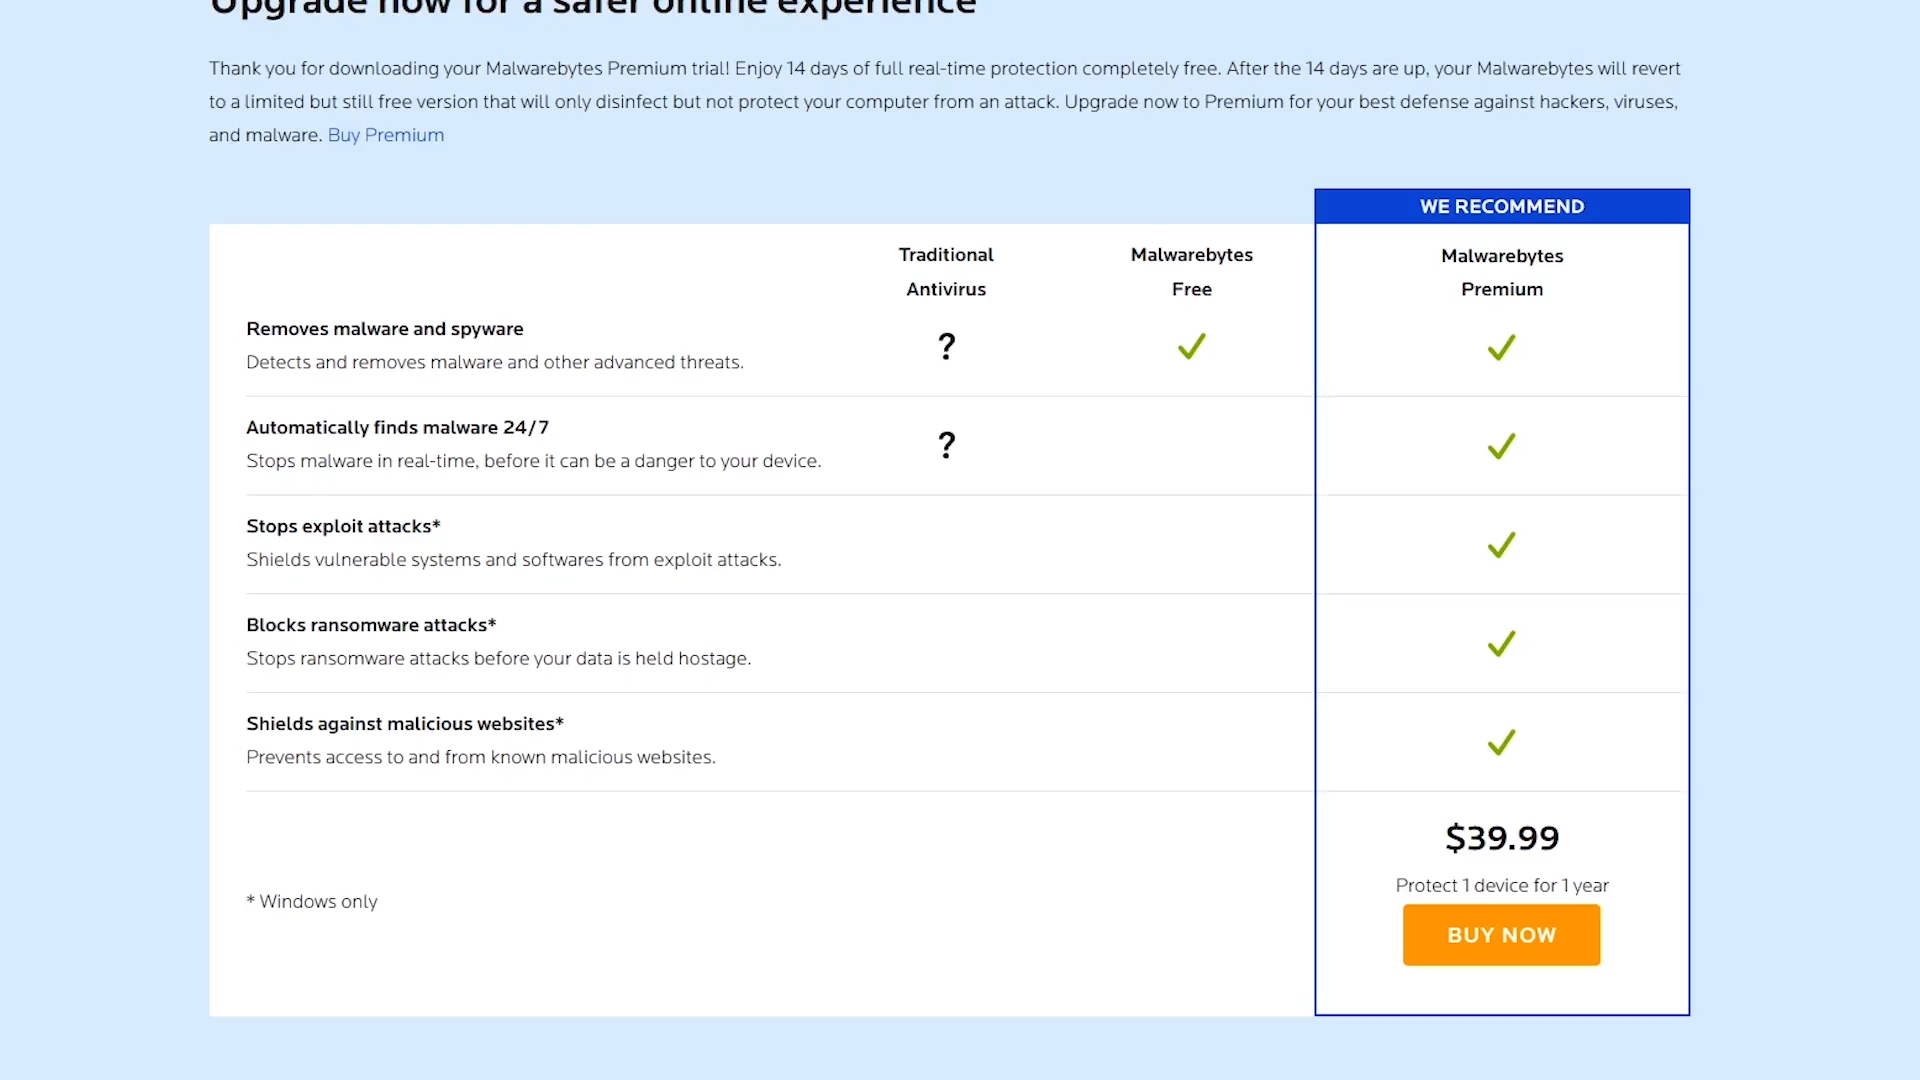 Upgrade now for a safer online experience
Thank you for downloading your Malwarebytes Premium trial! Enjoy 14 days of full real-time protection completely free. After the 14 days are up, your Malwarebytes will revert
to a limited but still free version that will only disinfect but not protect your computer from an attack. Upgrade now to Premium for your best defense against hackers, viruses,
and malware. Buy Premium
WE RECOMMEND
Traditional
Antivirus
Malwarebytes
Free
Malwarebytes
Premium
Removes malware and spyware
Detects and removes malware and other advanced threats.
?
Automatically finds malware 24/7
Stops malware in real-time, before it can be a danger to your device.
?
Stops exploit attacks*
Shields vulnerable systems and softwares from exploit attacks.
Blocks ransomware attacks*
Stops ransomware attacks before your data is held hostage.
Shields against malicious websites*
Prevents access to and from known malicious websites.
$39.99
Protect 1 device for 1 year
* Windows only
BUY NOW